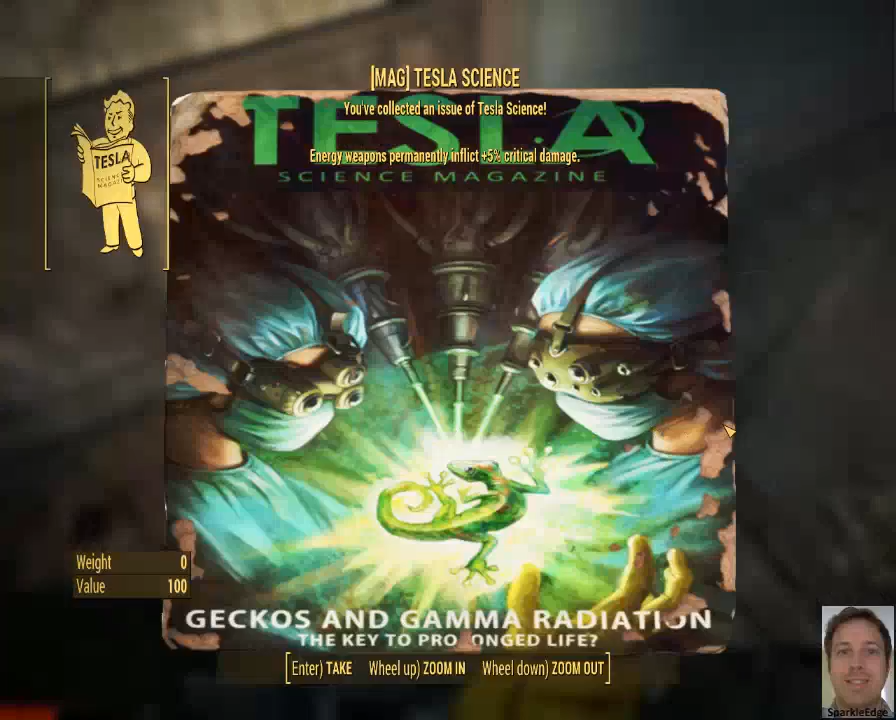 [MAG] TESLA SCIENCE
You've collected an issue of Tesla Science!
TESLA
Energy weapons permanently inflict +5% critical damage.
SCIENCE MAGAZINE
TESLA
SCIENCE
MAGAZINE
Weight 0
Value 100
GECKOS AND GAMMA RADIATION
THE KEY TO PRO ONGED LIFE?
[Enter) TAKE Wheel up) ZOOM IN Wheel down) ZOOM OUT]
SparkleEdge